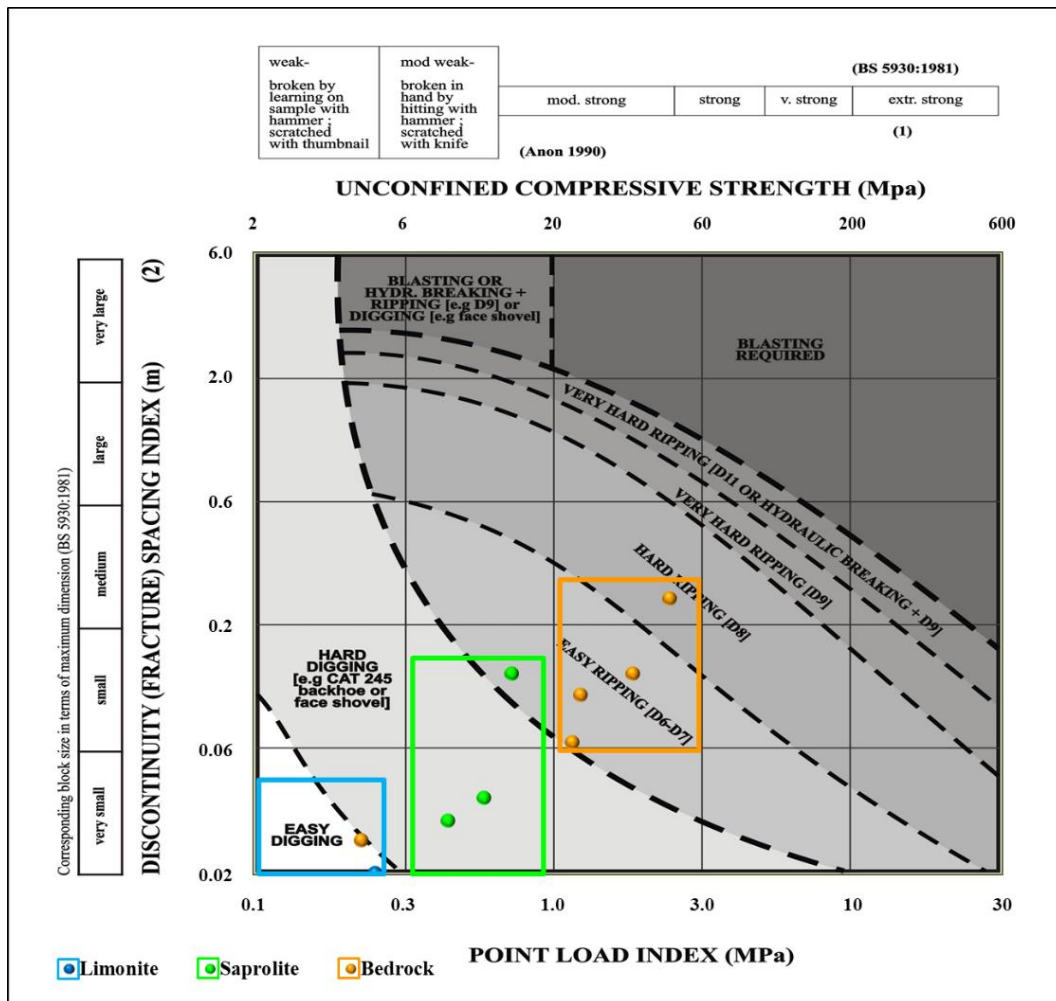 weak-
broken by
learning on
sample with
hammer ;
scratched
with thumbnail
mod weak-
broken in
hand by
hitting with
hammer ;
scratched
with knife
(BS 5930:1981)
mod. strong
strong
v. strong
extr. strong
(1)
(Anon 1990)
UNCONFINED COMPRESSIVE STRENGTH (Mpa)
2 6 20 60 200 600
Corresponding block size in terms of maximum dimension (BS 5930:1981)
very large
large
medium
small
very small
DISCONTINUITY (FRACTURE) SPACING INDEX (m) (2)
6.0
2.0
0.6
0.2
0.06
0.02
BLASTING OR
HYDR. BREAKING +
RIPPING [e.g D9] or
DIGGING [e.g face shovel]
BLASTING
REQUIRED
VERY HARD RIPPING [D11 OR HYDRAULIC BREAKING + D9]
VERY HARD RIPPING [D9]
HARD RIPPING [D8]
EASY RIPPING [D6-D7]
HARD
DIGGING
[e.g CAT 245
backhoe or
face shovel]
EASY
DIGGING
0.1 0.3 1.0 3.0 10 30
POINT LOAD INDEX (MPa)
Limonite
Saprolite
Bedrock